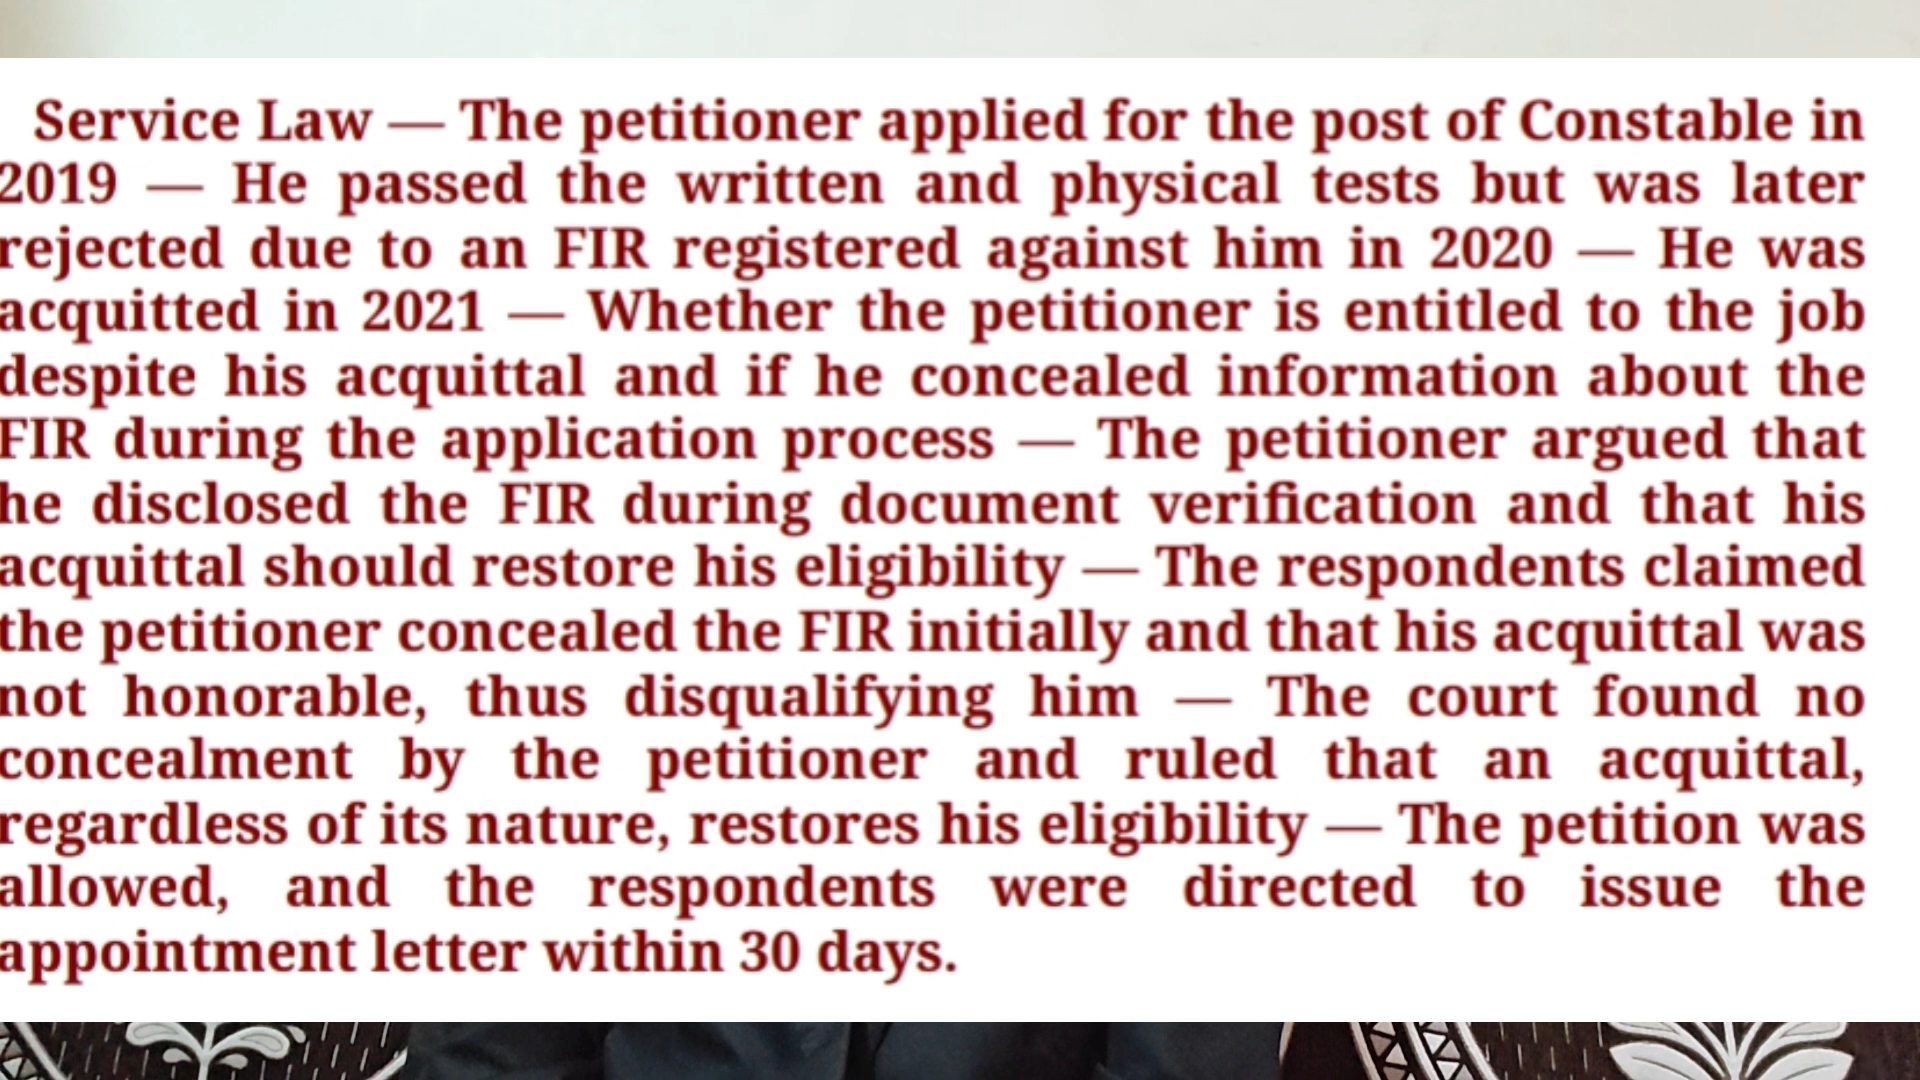 Service Law — The petitioner applied for the post of Constable in
2019 — He passed the written and physical tests but was later
rejected due to an FIR registered against him in 2020 — He was
acquitted in 2021 — Whether the petitioner is entitled to the job
despite his acquittal and if he concealed information about the
FIR during the application process — The petitioner argued that
he disclosed the FIR during document verification and that his
acquittal should restore his eligibility — The respondents claimed
the petitioner concealed the FIR initially and that his acquittal was
not honorable, thus disqualifying him — The court found no
concealment by the petitioner and ruled that an acquittal,
regardless of its nature, restores his eligibility — The petition was
allowed, and the respondents were directed to issue the
appointment letter within 30 days.